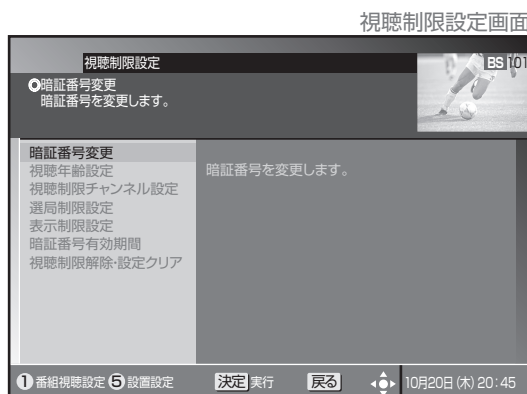 視聴制限設定画面
視聴制限設定
BS 101
暗証番号変更
暗証番号を変更します。
暗証番号変更
視聴年齢設定
視聴制限チャンネル設定
選局制限設定
表示制限設定
暗証番号有効期間
視聴制限解除・設定クリア
暗証番号を変更します。
① 番組視聴設定 ⑤ 設置設定 決定 実行 戻る 10月20日(木) 20:45